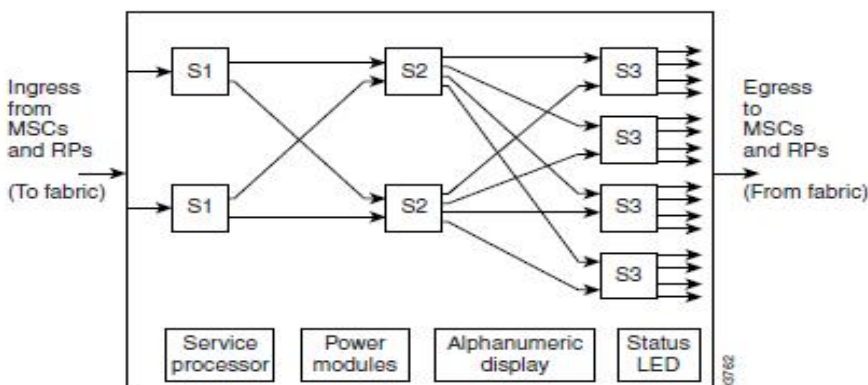 Ingress
from
MSCs
and RPs
(To fabric)
S1
S1
S2
S2
S3
S3
S3
S3
Egress
to
MSCs
and RPs
(From fabric)
Service
processor
Power
modules
Alphanumeric
display
Status
LED